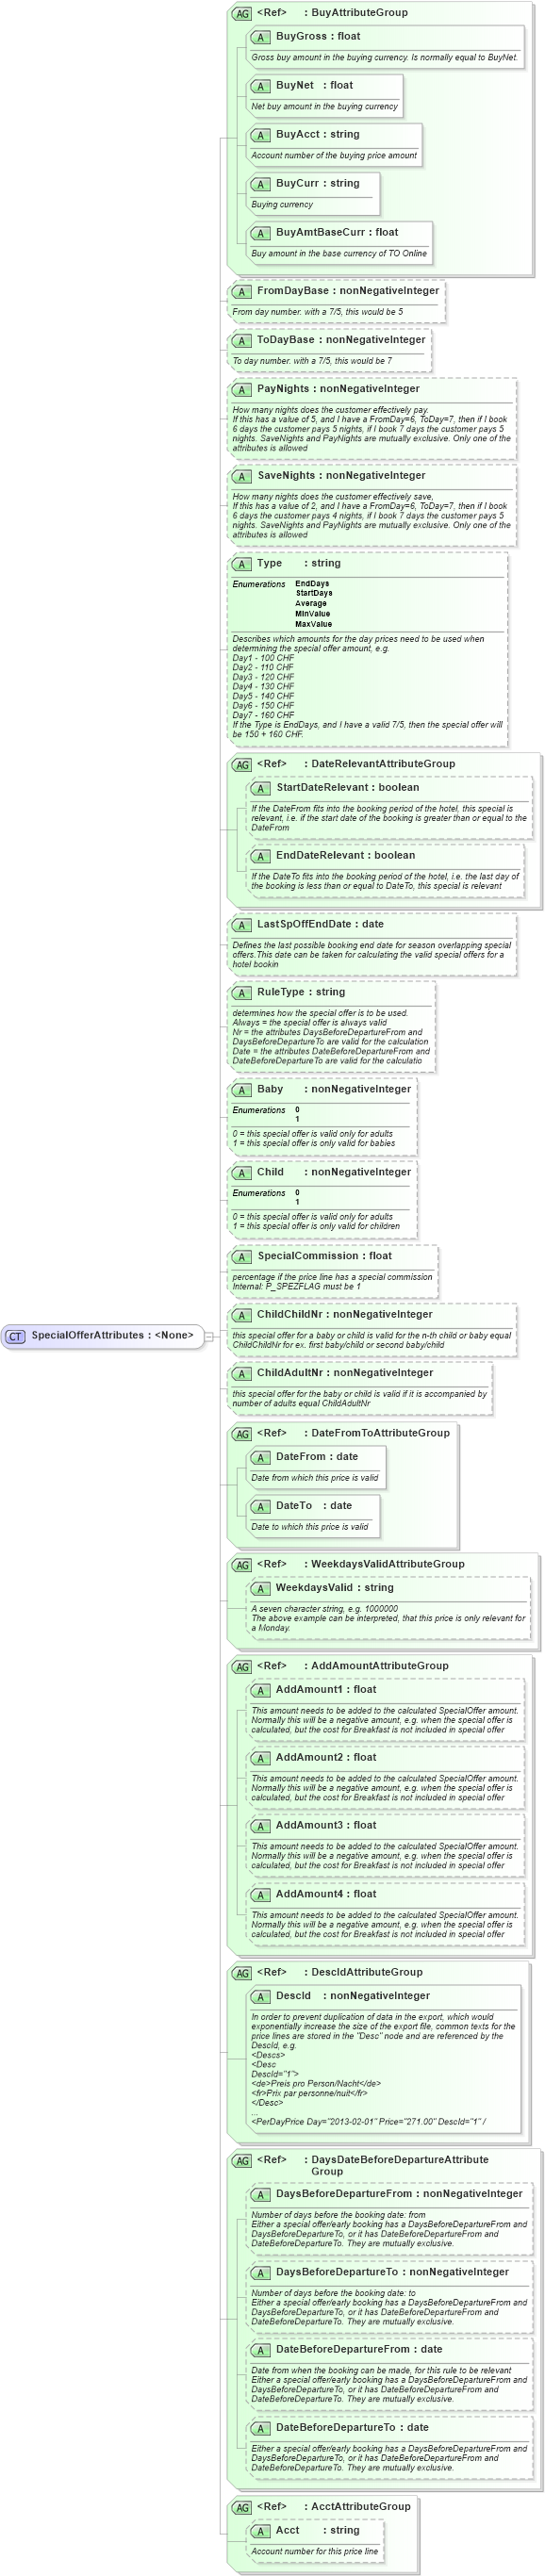 AG <Ref> : BuyAttributeGroup
A BuyGross : float
Gross buy amount in the buying currency. Is normally equal to BuyNet.
A BuyNet : float
Net buy amount in the buying currency
A BuyAcct : string
Account number of the buying price amount
A BuyCurr : string
Buying currency
A BuyAmtBaseCurr : float
Buy amount in the base currency of TO Online
A FromDayBase : nonNegativeInteger
From day number. with a 7/5, this would be 5
A ToDayBase : nonNegativeInteger
To day number. with a 7/5, this would be 7
A PayNights : nonNegativeInteger
How many nights does the customer effectively pay.
If this has a value of 5, and I have a FromDay=6, ToDay=7, then if I book
6 days the customer pays 5 nights, if I book 7 days the customer pays 5
nights. SaveNights and PayNights are mutually exclusive. Only one of the
attributes is allowed
A SaveNights : nonNegativeInteger
How many nights does the customer effectively save,
If this has a value of 2, and I have a FromDay=6, ToDay=7, then if I book
6 days the customer pays 4 nights, if I book 7 days the customer pays 5
nights. SaveNights and PayNights are mutually exclusive. Only one of the
attributes is allowed
A Type : string
Enumerations EndDays
StartDays
Average
MinValue
MaxValue
Describes which amounts for the day prices need to be used when
determining the special offer amount, e.g.
Day1 - 100 CHF
Day2 - 110 CHF
Day3 - 120 CHF
Day4 - 130 CHF
Day5 - 140 CHF
Day6 - 150 CHF
Day7 - 160 CHF
If the Type is EndDays, and I have a valid 7/5, then the special offer will
be 150 + 160 CHF.
AG <Ref> : DateRelevantAttributeGroup
A StartDateRelevant : boolean
If the DateFrom fits into the booking period of the hotel, this special is
relevant, i.e. if the start date of the booking is greater than or equal to the
DateFrom
A EndDateRelevant : boolean
If the DateTo fits into the booking period of the hotel, i.e. the last day of
the booking is less than or equal to DateTo, this special is relevant
A LastSpOffEndDate : date
Defines the last possible booking end date for season overlapping special
offers.This date can be taken for calculating the valid special offers for a
hotel bookin
A RuleType : string
determines how the special offer is to be used.
Always = the special offer is always valid
Nr = the attributes DaysBeforeDepartureFrom and
DaysBeforeDepartureTo are valid for the calculation
Date = the attributes DateBeforeDepartureFrom and
DateBeforeDepartureTo are valid for the calculatio
A Baby : nonNegativeInteger
Enumerations 0
1
0 = this special offer is valid only for adults
1 = this special offer is only valid for babies
A Child : nonNegativeInteger
Enumerations 0
1
0 = this special offer is valid only for adults
1 = this special offer is only valid for children
A SpecialCommission : float
percentage if the price line has a special commission
Internal: P_SPEZFLAG must be 1
CT SpecialOfferAttributes : <None>
A ChildChildNr : nonNegativeInteger
this special offer for a baby or child is valid for the n-th child or baby equal
ChildChildNr for ex. first baby/child or second baby/child
A ChildAdultNr : nonNegativeInteger
this special offer for the baby or child is valid if it is accompanied by
number of adults equal ChildAdultNr
AG <Ref> : DateFromToAttributeGroup
A DateFrom : date
Date from which this price is valid
A DateTo : date
Date to which this price is valid
AG <Ref> : WeekdaysValidAttributeGroup
A WeekdaysValid : string
A seven character string, e.g. 1000000
The above example can be interpreted, that this price is only relevant for
a Monday.
AG <Ref> : AddAmountAttributeGroup
A AddAmount1 : float
This amount needs to be added to the calculated SpecialOffer amount.
Normally this will be a negative amount, e.g. when the special offer is
calculated, but the cost for Breakfast is not included in special offer
A AddAmount2 : float
This amount needs to be added to the calculated SpecialOffer amount.
Normally this will be a negative amount, e.g. when the special offer is
calculated, but the cost for Breakfast is not included in special offer
A AddAmount3 : float
This amount needs to be added to the calculated SpecialOffer amount.
Normally this will be a negative amount, e.g. when the special offer is
calculated, but the cost for Breakfast is not included in special offer
A AddAmount4 : float
This amount needs to be added to the calculated SpecialOffer amount.
Normally this will be a negative amount, e.g. when the special offer is
calculated, but the cost for Breakfast is not included in special offer
AG <Ref> : DescIdAttributeGroup
A DescId : nonNegativeInteger
In order to prevent duplication of data in the export, which would
exponentially increase the size of the export file, common texts for the
price lines are stored in the "Desc" node and are referenced by the
DescId, e.g.
<Descs>
<Desc
DescId="1">
<de>Preis pro Person/Nacht</de>
<fr>Prix par personne/nuit</fr>
</Desc>
...
<PerDayPrice Day="2013-02-01" Price="271.00" DescId="1" /
AG <Ref> : DaysDateBeforeDepartureAttribute
Group
A DaysBeforeDepartureFrom : nonNegativeInteger
Number of days before the booking date: from
Either a special offer/early booking has a DaysBeforeDepartureFrom and
DaysBeforeDepartureTo, or it has DateBeforeDepartureFrom and
DateBeforeDepartureTo. They are mutually exclusive.
A DaysBeforeDepartureTo : nonNegativeInteger
Number of days before the booking date: to
Either a special offer/early booking has a DaysBeforeDepartureFrom and
DaysBeforeDepartureTo, or it has DateBeforeDepartureFrom and
DateBeforeDepartureTo. They are mutually exclusive.
A DateBeforeDepartureFrom : date
Date from when the booking can be made, for this rule to be relevant
Either a special offer/early booking has a DaysBeforeDepartureFrom and
DaysBeforeDepartureTo, or it has DateBeforeDepartureFrom and
DateBeforeDepartureTo. They are mutually exclusive.
A DateBeforeDepartureTo : date
Either a special offer/early booking has a DaysBeforeDepartureFrom and
DaysBeforeDepartureTo, or it has DateBeforeDepartureFrom and
DateBeforeDepartureTo. They are mutually exclusive.
AG <Ref> : AcctAttributeGroup
A Acct : string
Account number for this price line